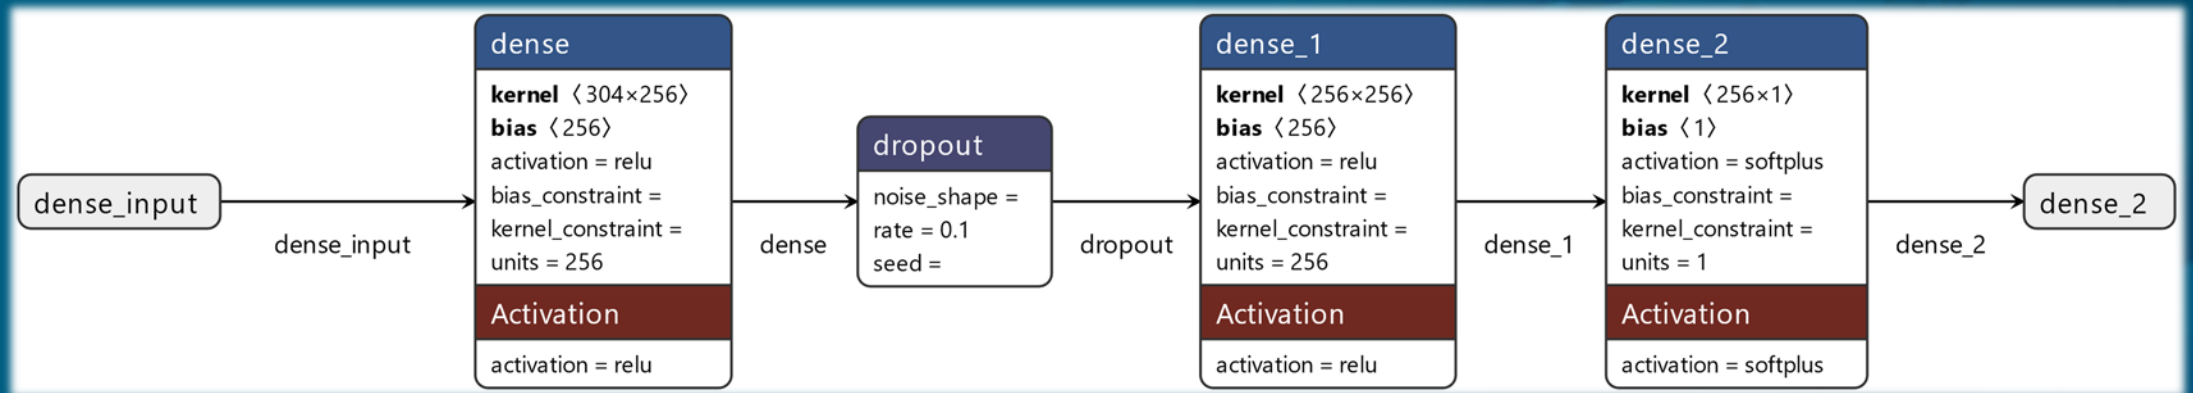 dense_input
dense_input
dense
kernel 〈304×256〉
bias 〈256〉
activation = relu
bias_constraint =
kernel_constraint =
units = 256
Activation
activation = relu
dense
dropout
noise_shape =
rate = 0.1
seed =
dropout
dense_1
kernel 〈256×256〉
bias 〈256〉
activation = relu
bias_constraint =
kernel_constraint =
units = 256
Activation
activation = relu
dense_1
dense_2
kernel 〈256×1〉
bias 〈1〉
activation = softplus
bias_constraint =
kernel_constraint =
units = 1
Activation
activation = softplus
dense_2
dense_2